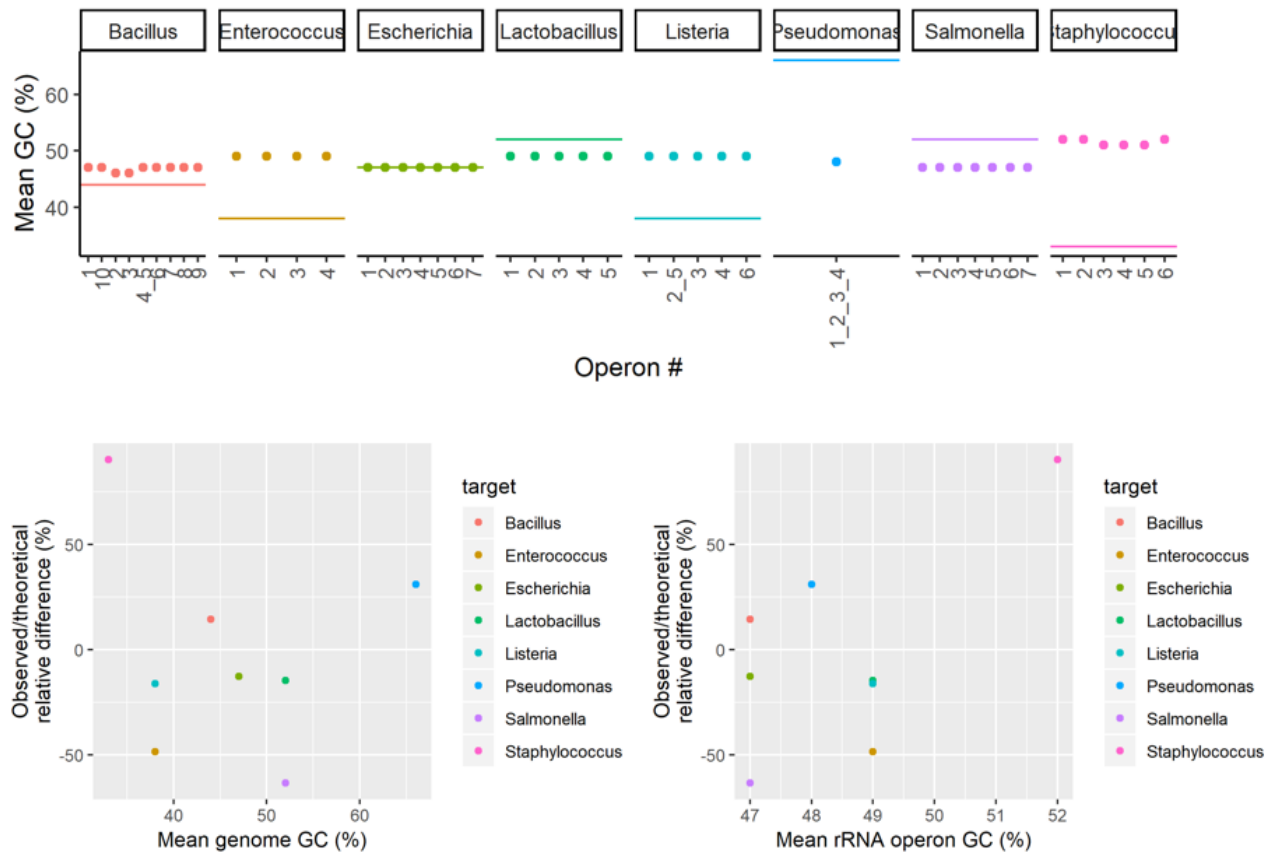 Bacillus Enterococcus Escherichia Lactobacillus Listeria Pseudomonas Salmonella taphylococcu
Mean GC (%)
60
50
40
1 10 2 3 4_6 5 7 8 9
1 2 3 4
1 2 3 4 5 6 7
1 2 3 4 5
1 2_5 3 4 6
1_2_3_4
1 2 3 4 5 6 7
1 2 3 4 5 6
Operon #
Observed/theoretical
relative difference (%)
50
0
-50
40 50 60
Mean genome GC (%)
target
Bacillus
Enterococcus
Escherichia
Lactobacillus
Listeria
Pseudomonas
Salmonella
Staphylococcus
Observed/theoretical
relative difference (%)
50
0
-50
47 48 49 50 51 52
Mean rRNA operon GC (%)
target
Bacillus
Enterococcus
Escherichia
Lactobacillus
Listeria
Pseudomonas
Salmonella
Staphylococcus